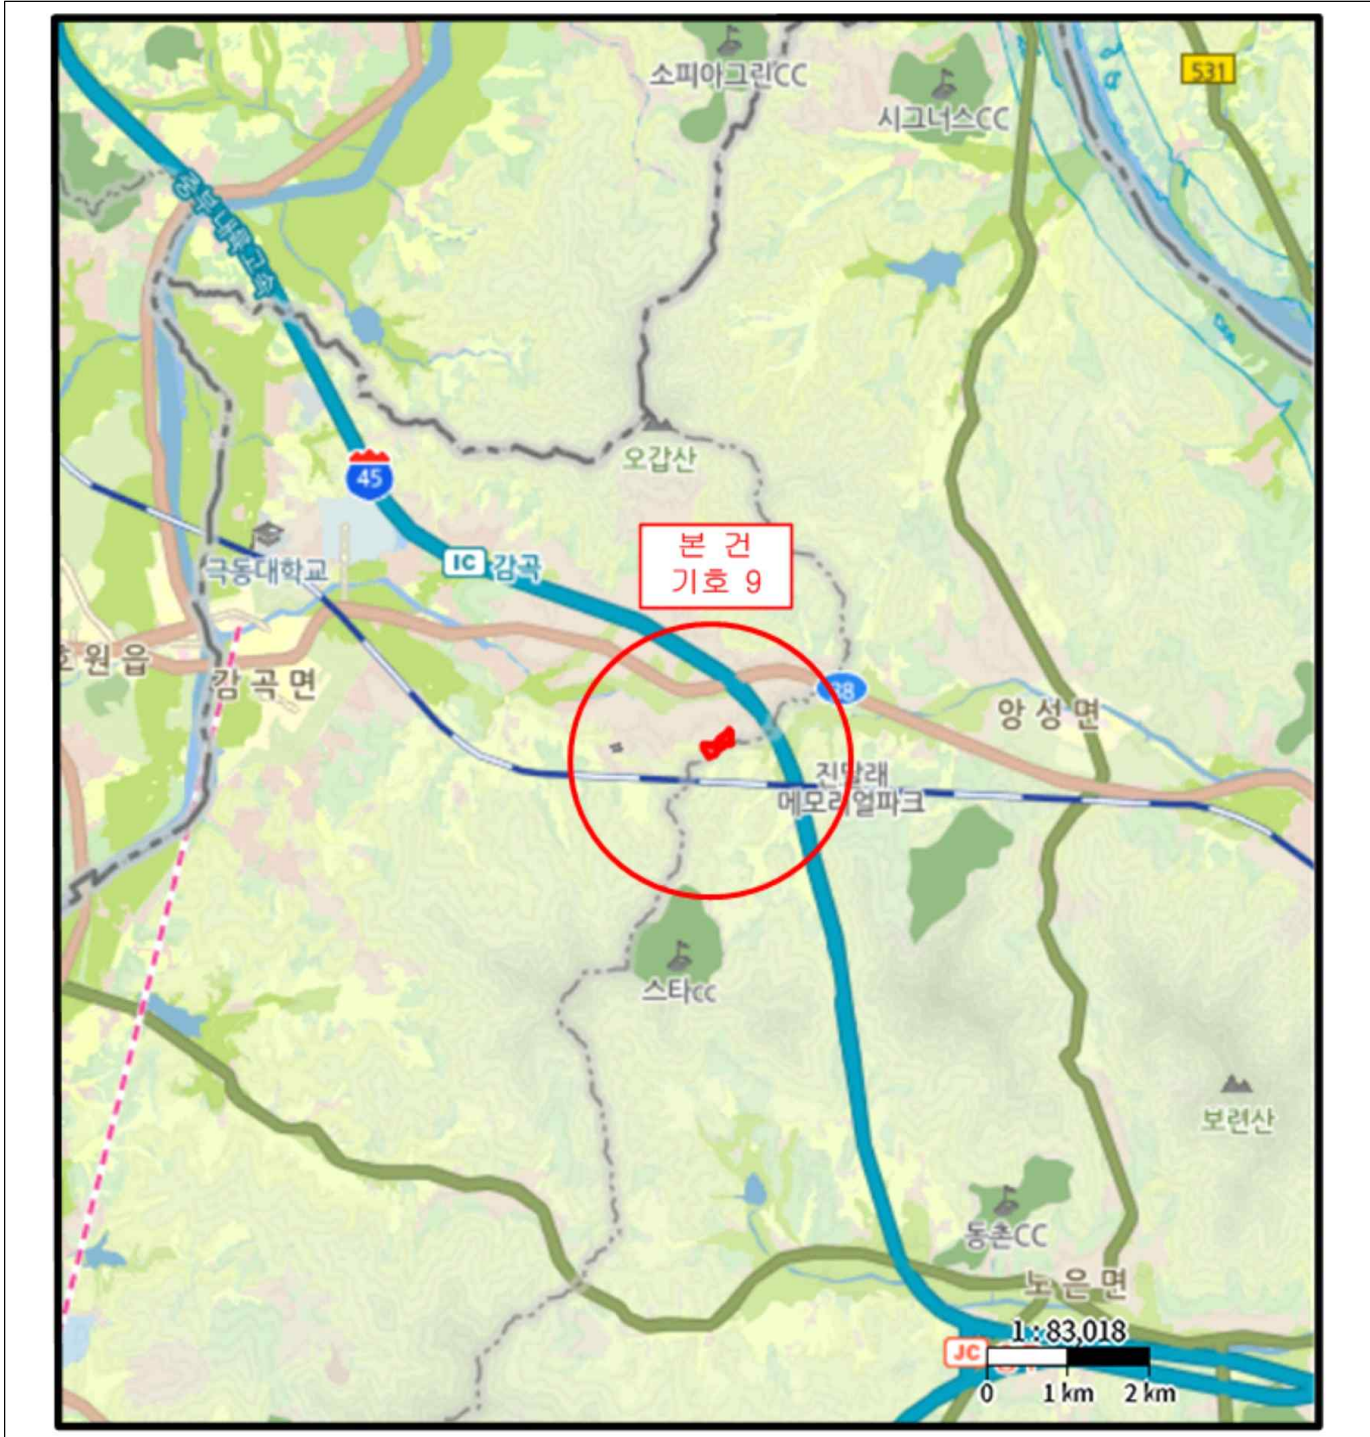 소피아그린CC
시그너스CC
531
중부내륙고속
오갑산
45
본 건
기호 9
극동대학교
IC 감곡
원읍
감곡면
38
앙성면
진달래
메모리얼파크
스타cc
보련산
동촌CC
노은면
1 : 83,018
JC
0 1 km 2 km